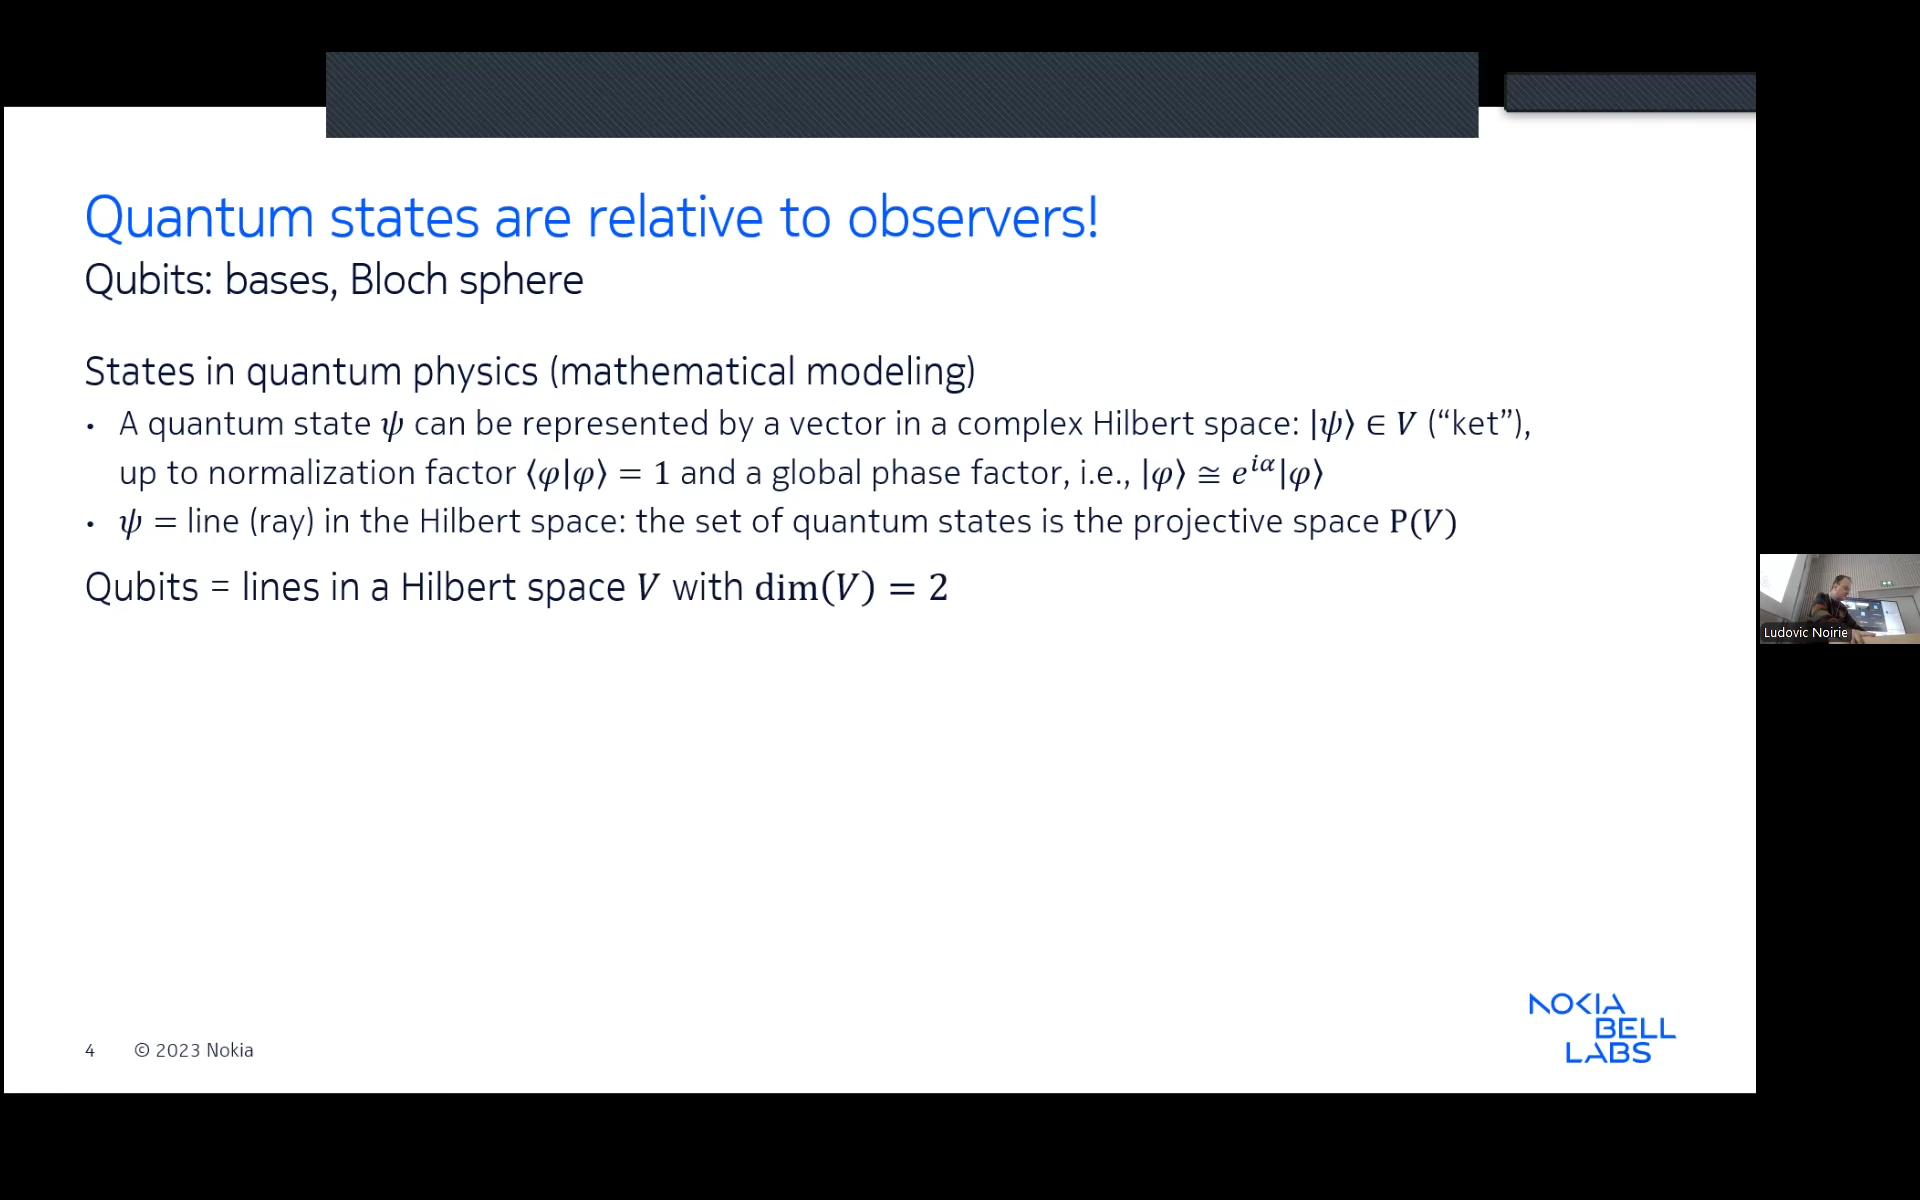 Quantum states are relative to observers!
Qubits: bases, Bloch sphere
States in quantum physics (mathematical modeling)
• A quantum state 𝜓 can be represented by a vector in a complex Hilbert space: |𝜓⟩ ∈ 𝑉 (“ket”),
up to normalization factor ⟨𝜑|𝜑⟩ = 1 and a global phase factor, i.e., |𝜑⟩ ≅ 𝑒^{𝑖𝛼}|𝜑⟩
• 𝜓 = line (ray) in the Hilbert space: the set of quantum states is the projective space P(𝑉)
Qubits = lines in a Hilbert space 𝑉 with dim(𝑉) = 2
Ludovic Noirie
NOKIA
BELL
LABS
4 © 2023 Nokia